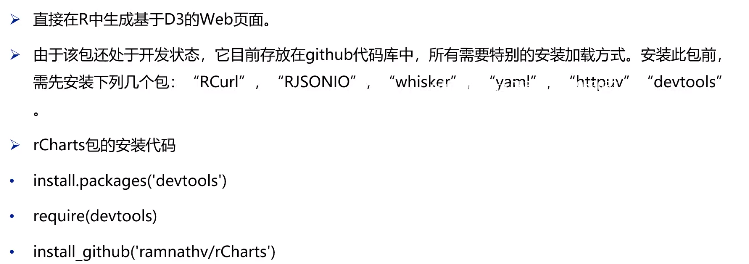 直接在R中生成基于D3的Web页面。
由于该包还处于开发状态，它目前存放在github代码库中，所有需要特别的安装加载方式。安装此包前，
需先安装下列几个包：“RCurl”，“RJSONIO”，“whisker”，“yaml”，“httpuv”“devtools”
。
rCharts包的安装代码
install.packages('devtools')
require(devtools)
install_github('ramnathv/rCharts')